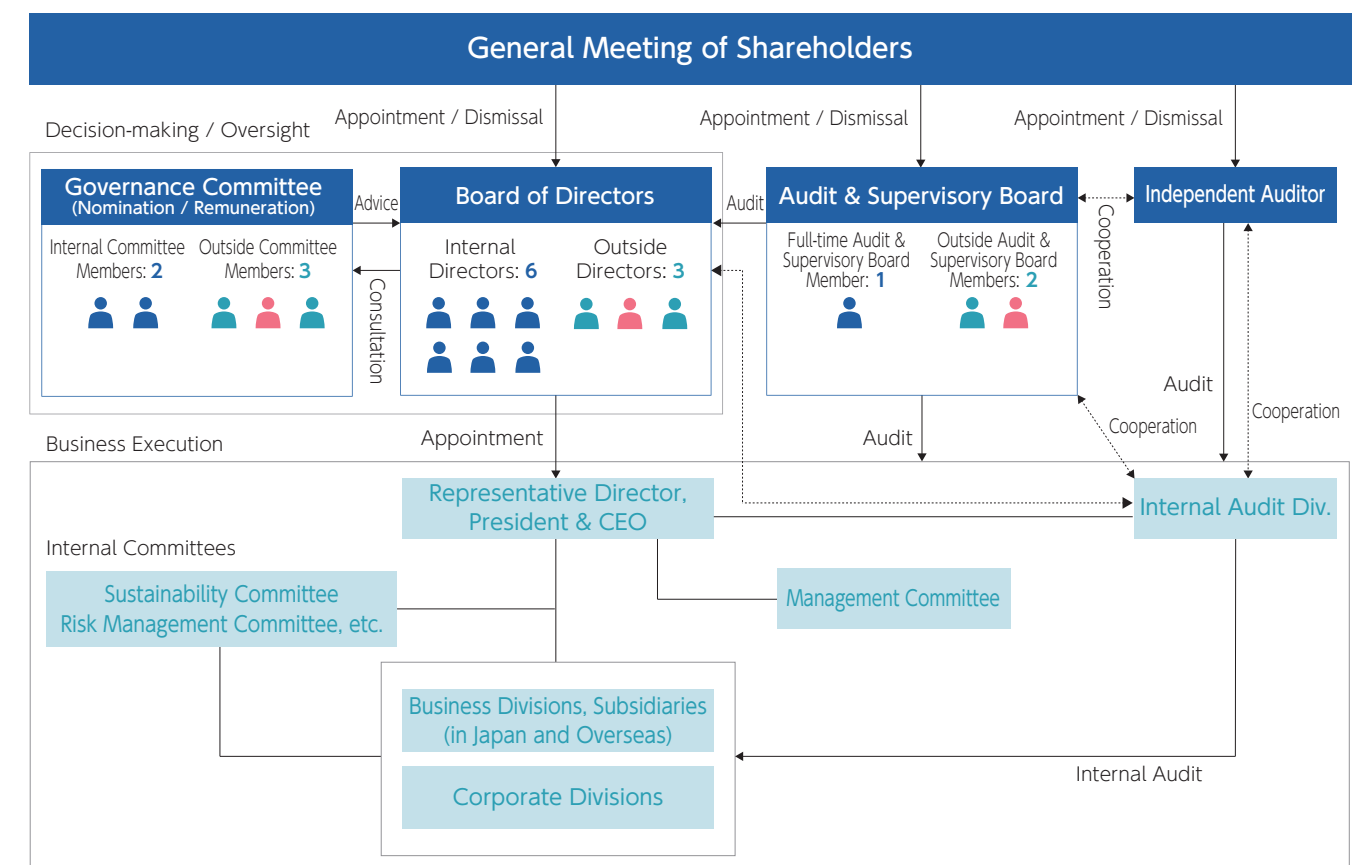 General Meeting of Shareholders
Appointment / Dismissal
Appointment / Dismissal
Appointment / Dismissal
Decision-making / Oversight
Governance Committee
(Nomination / Remuneration)
Internal Committee
Members: 2
Outside Committee
Members: 3
Advice
Consultation
Board of Directors
Internal
Directors: 6
Outside
Directors: 3
Audit
Audit & Supervisory Board
Full-time Audit &
Supervisory Board
Member: 1
Outside Audit &
Supervisory Board
Members: 2
Cooperation
Independent Auditor
Audit
Cooperation
Cooperation
Business Execution
Appointment
Audit
Representative Director,
President & CEO
Internal Audit Div.
Internal Committees
Sustainability Committee
Risk Management Committee, etc.
Management Committee
Business Divisions, Subsidiaries
(in Japan and Overseas)
Corporate Divisions
Internal Audit